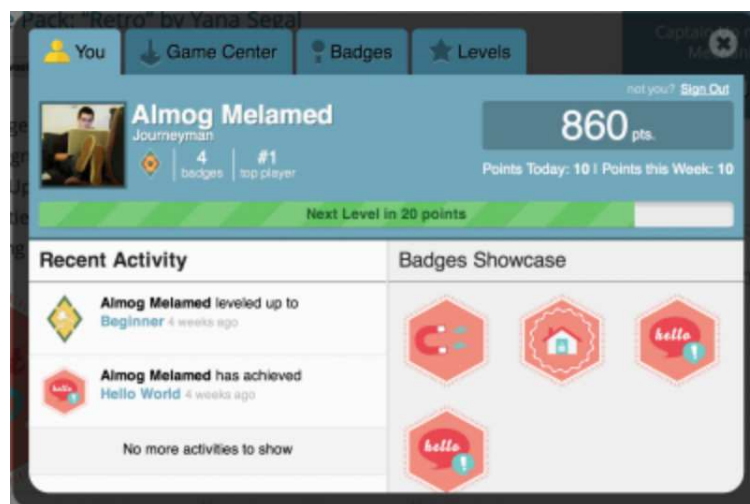 e Pack: "Retro" by Yana Segal
You
Game Center
Badges
Levels
not you? Sign Out
Almog Melamed
Journeyman
4
badges
#1
top player
860 pts.
Points Today: 10 | Points this Week: 10
Next Level in 20 points
Recent Activity
Almog Melamed leveled up to
Beginner 4 weeks ago
Almog Melamed has achieved
Hello World 4 weeks ago
No more activities to show
Badges Showcase
hello
!
hello
!